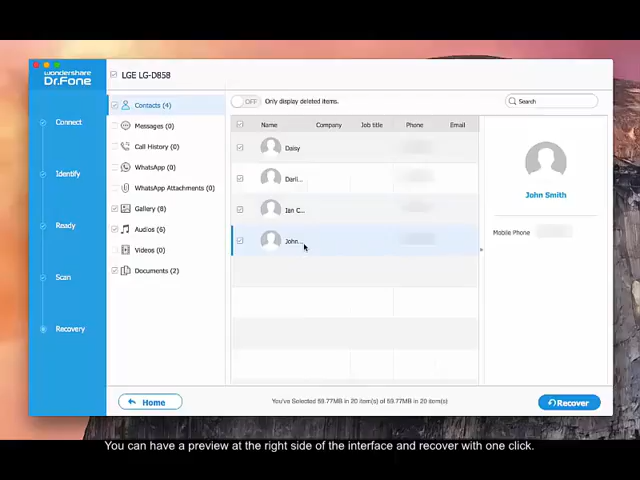 wondershare
Dr.Fone
LGE LG-D858
Connect
Identify
Ready
Scan
Recovery
Contacts (4)
Messages (0)
Call History (0)
WhatsApp (0)
WhatsApp Attachments (0)
Gallery (8)
Audios (6)
Videos (0)
Documents (2)
OFF Only display deleted items.
Search
Name Company Job title Phone Email
Daisy
Darli...
Ian C...
John...
John Smith
Mobile Phone
Home
You've Selected 59.77MB in 20 item(s) of 59.77MB in 20 item(s)
Recover
You can have a preview at the right side of the interface and recover with one click.